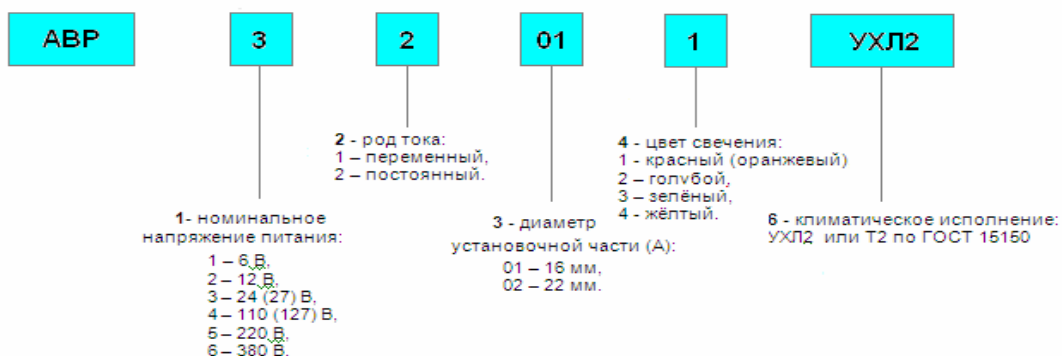 АВР 3 2 01 1 УХЛ2
2 - род тока:
1 – переменный,
2 – постоянный.
4 - цвет свечения:
1 - красный (оранжевый)
2 – голубой,
3 – зелёный,
4 - жёлтый.
1- номинальное
напряжение питания:
1 – 6 В,
2 – 12 В,
3 – 24 (27) В,
4 – 110 (127) В,
5 – 220 В,
6 – 380 В.
3 - диаметр
установочной части (А):
01 – 16 мм,
02 – 22 мм.
6 - климатическое исполнение:
УХЛ2 или Т2 по ГОСТ 15150